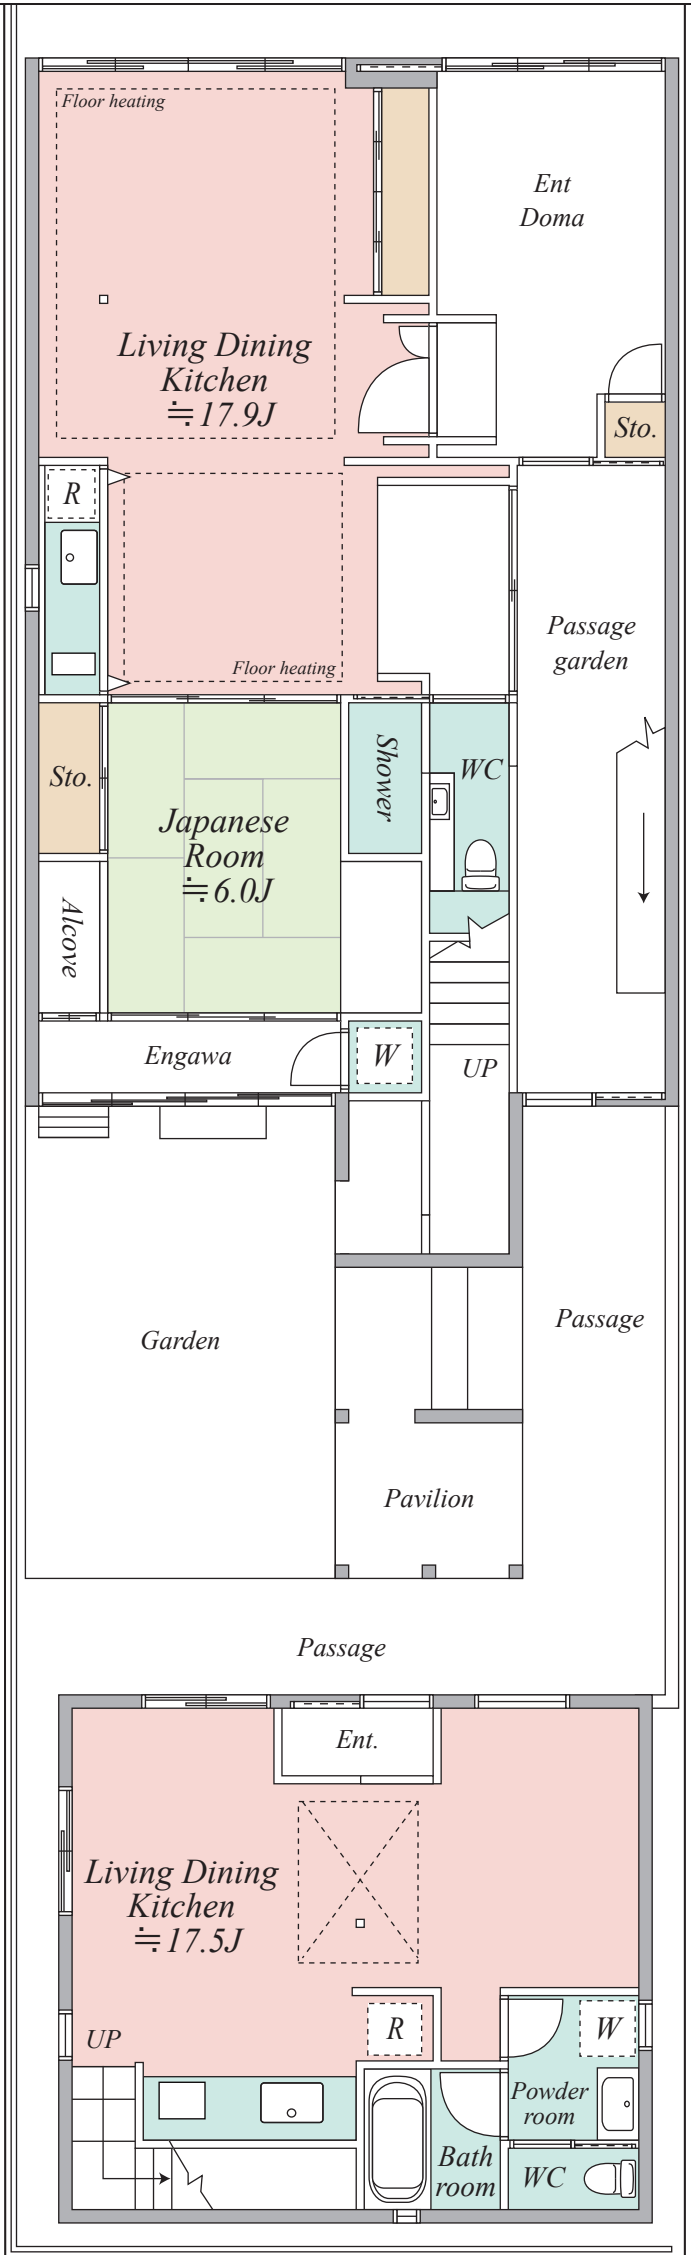 Floor heating
Ent
Doma
Living Dining
Kitchen
≒17.9J
Sto.
R
Passage
garden
Floor heating
Sto.
Shower
WC
Japanese
Room
≒6.0J
Alcove
Engawa
W
UP
Garden
Passage
Pavilion
Passage
Ent.
Living Dining
Kitchen
≒17.5J
R
W
UP
Powder
room
Bath
room
WC